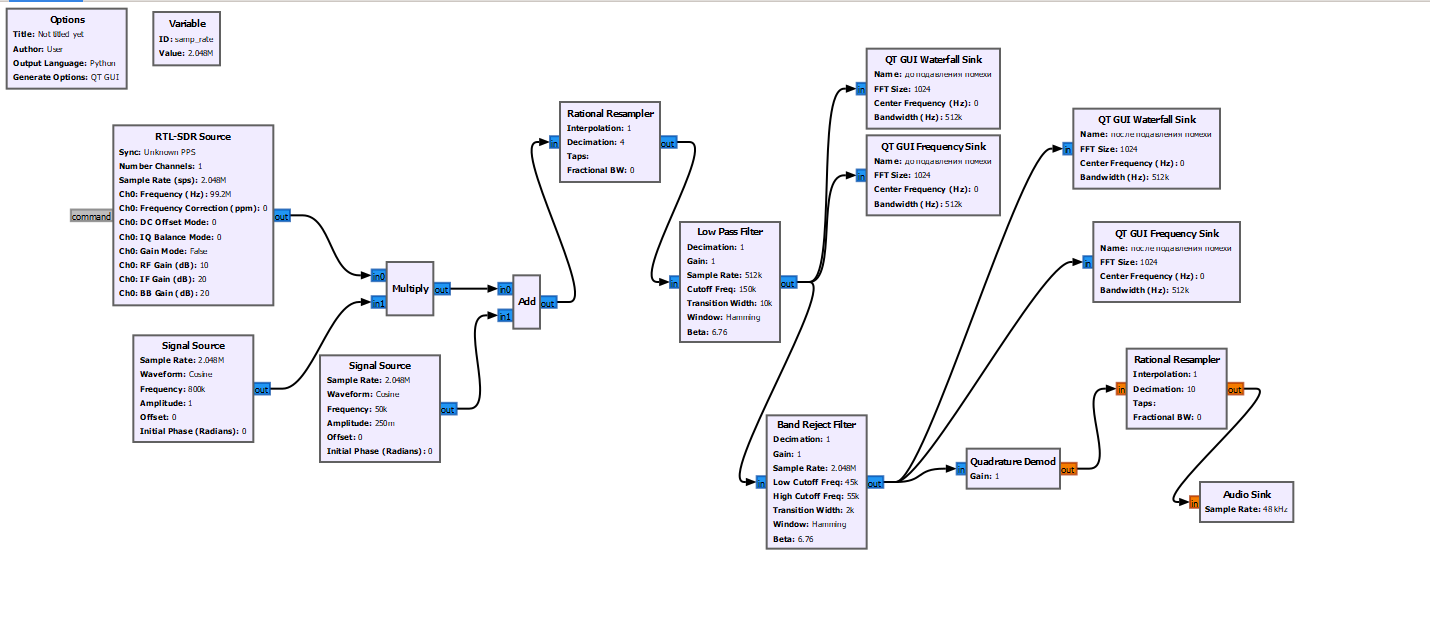 Options
Title: Not titled yet
Author: User
Output Language: Python
Generate Options: QT GUI
Variable
ID: samp_rate
Value: 2.048M
RTL-SDR Source
Sync: Unknown PPS
Number Channels: 1
Sample Rate (sps): 2.048M
Ch0: Frequency (Hz): 99.2M
Ch0: Frequency Correction (ppm): 0
Ch0: DC Offset Mode: 0
Ch0: IQ Balance Mode: 0
Ch0: Gain Mode: False
Ch0: RF Gain (dB): 10
Ch0: IF Gain (dB): 20
Ch0: BB Gain (dB): 20
command
out
Signal Source
Sample Rate: 2.048M
Waveform: Cosine
Frequency: 800k
Amplitude: 1
Offset: 0
Initial Phase (Radians): 0
out
Signal Source
Sample Rate: 2.048M
Waveform: Cosine
Frequency: 50k
Amplitude: 250m
Offset: 0
Initial Phase (Radians): 0
out
in0
in1
Multiply
out
in0
in1
Add
out
Rational Resampler
Interpolation: 1
Decimation: 4
Taps:
Fractional BW: 0
in
out
Low Pass Filter
Decimation: 1
Gain: 1
Sample Rate: 512k
Cutoff Freq: 150k
Transition Width: 10k
Window: Hamming
Beta: 6.76
in
out
QT GUI Waterfall Sink
Name: до подавления помехи
FFT Size: 1024
Center Frequency (Hz): 0
Bandwidth (Hz): 512k
in
QT GUI Frequency Sink
Name: до подавления помехи
FFT Size: 1024
Center Frequency (Hz): 0
Bandwidth (Hz): 512k
in
QT GUI Waterfall Sink
Name: после подавления помехи
FFT Size: 1024
Center Frequency (Hz): 0
Bandwidth (Hz): 512k
in
QT GUI Frequency Sink
Name: после подавления помехи
FFT Size: 1024
Center Frequency (Hz): 0
Bandwidth (Hz): 512k
in
Band Reject Filter
Decimation: 1
Gain: 1
Sample Rate: 2.048M
Low Cutoff Freq: 45k
High Cutoff Freq: 55k
Transition Width: 2k
Window: Hamming
Beta: 6.76
in
out
Quadrature Demod
Gain: 1
in
out
Rational Resampler
Interpolation: 1
Decimation: 10
Taps:
Fractional BW: 0
in
out
Audio Sink
Sample Rate: 48 kHz
in